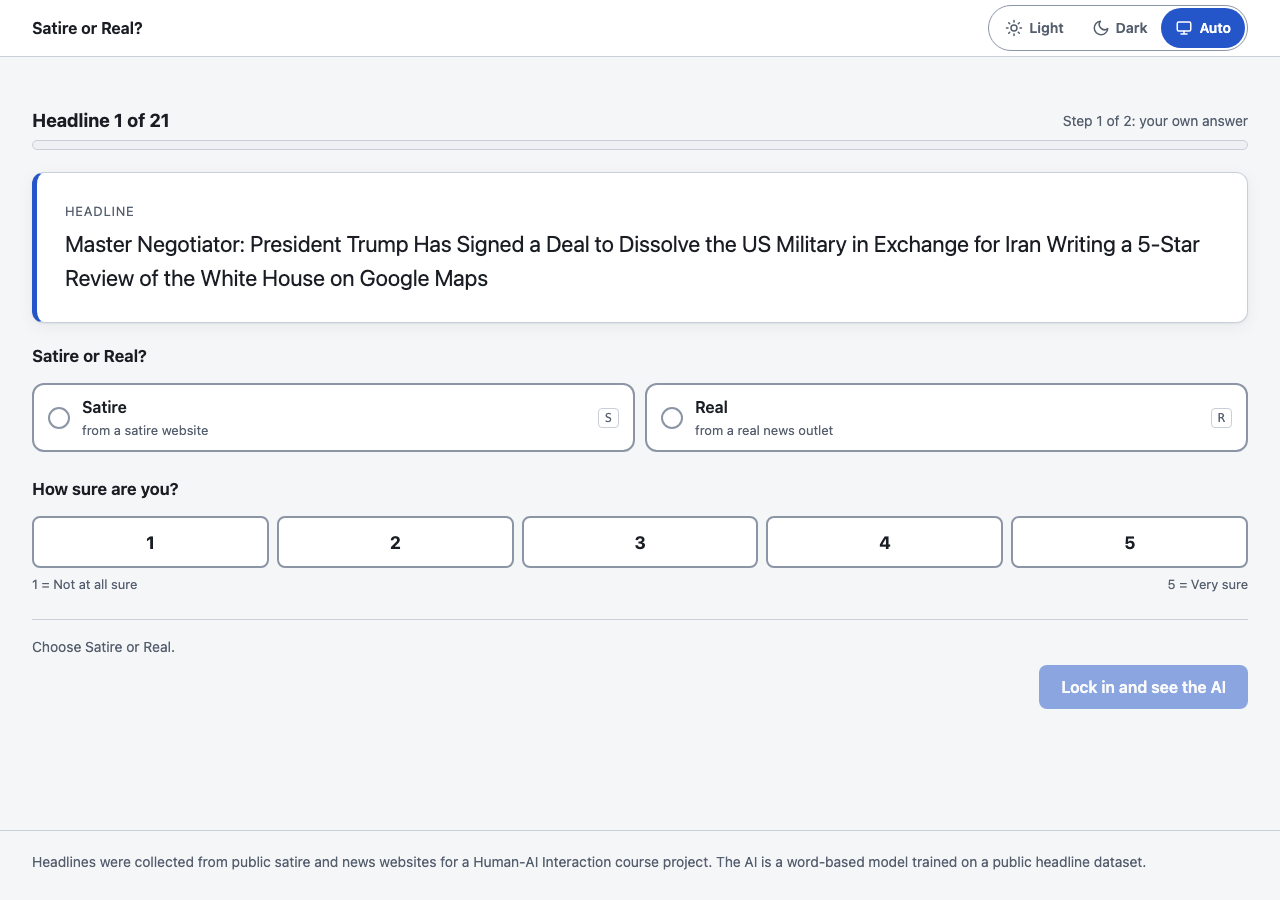 Satire or Real?
Light
Dark
Auto
Headline 1 of 21
Step 1 of 2: your own answer
HEADLINE
Master Negotiator: President Trump Has Signed a Deal to Dissolve the US Military in Exchange for Iran Writing a 5-Star
Review of the White House on Google Maps
Satire or Real?
Satire
from a satire website
S
Real
from a real news outlet
R
How sure are you?
1
2
3
4
5
1 = Not at all sure
5 = Very sure
Choose Satire or Real.
Lock in and see the AI
Headlines were collected from public satire and news websites for a Human-AI Interaction course project. The AI is a word-based model trained on a public headline dataset.